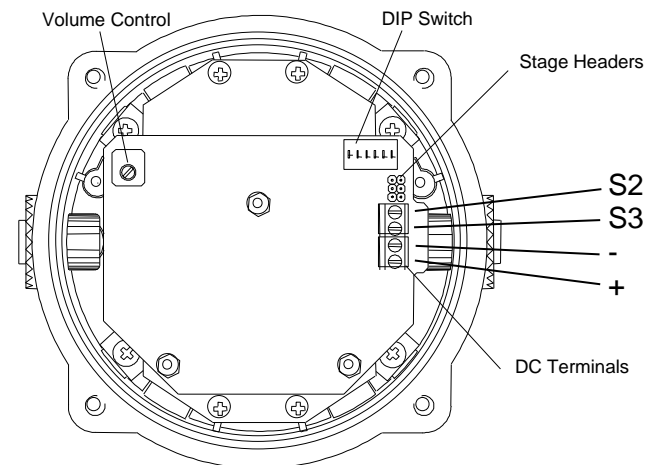 Volume Control
DIP Switch
Stage Headers
S2
S3
-
+
DC Terminals